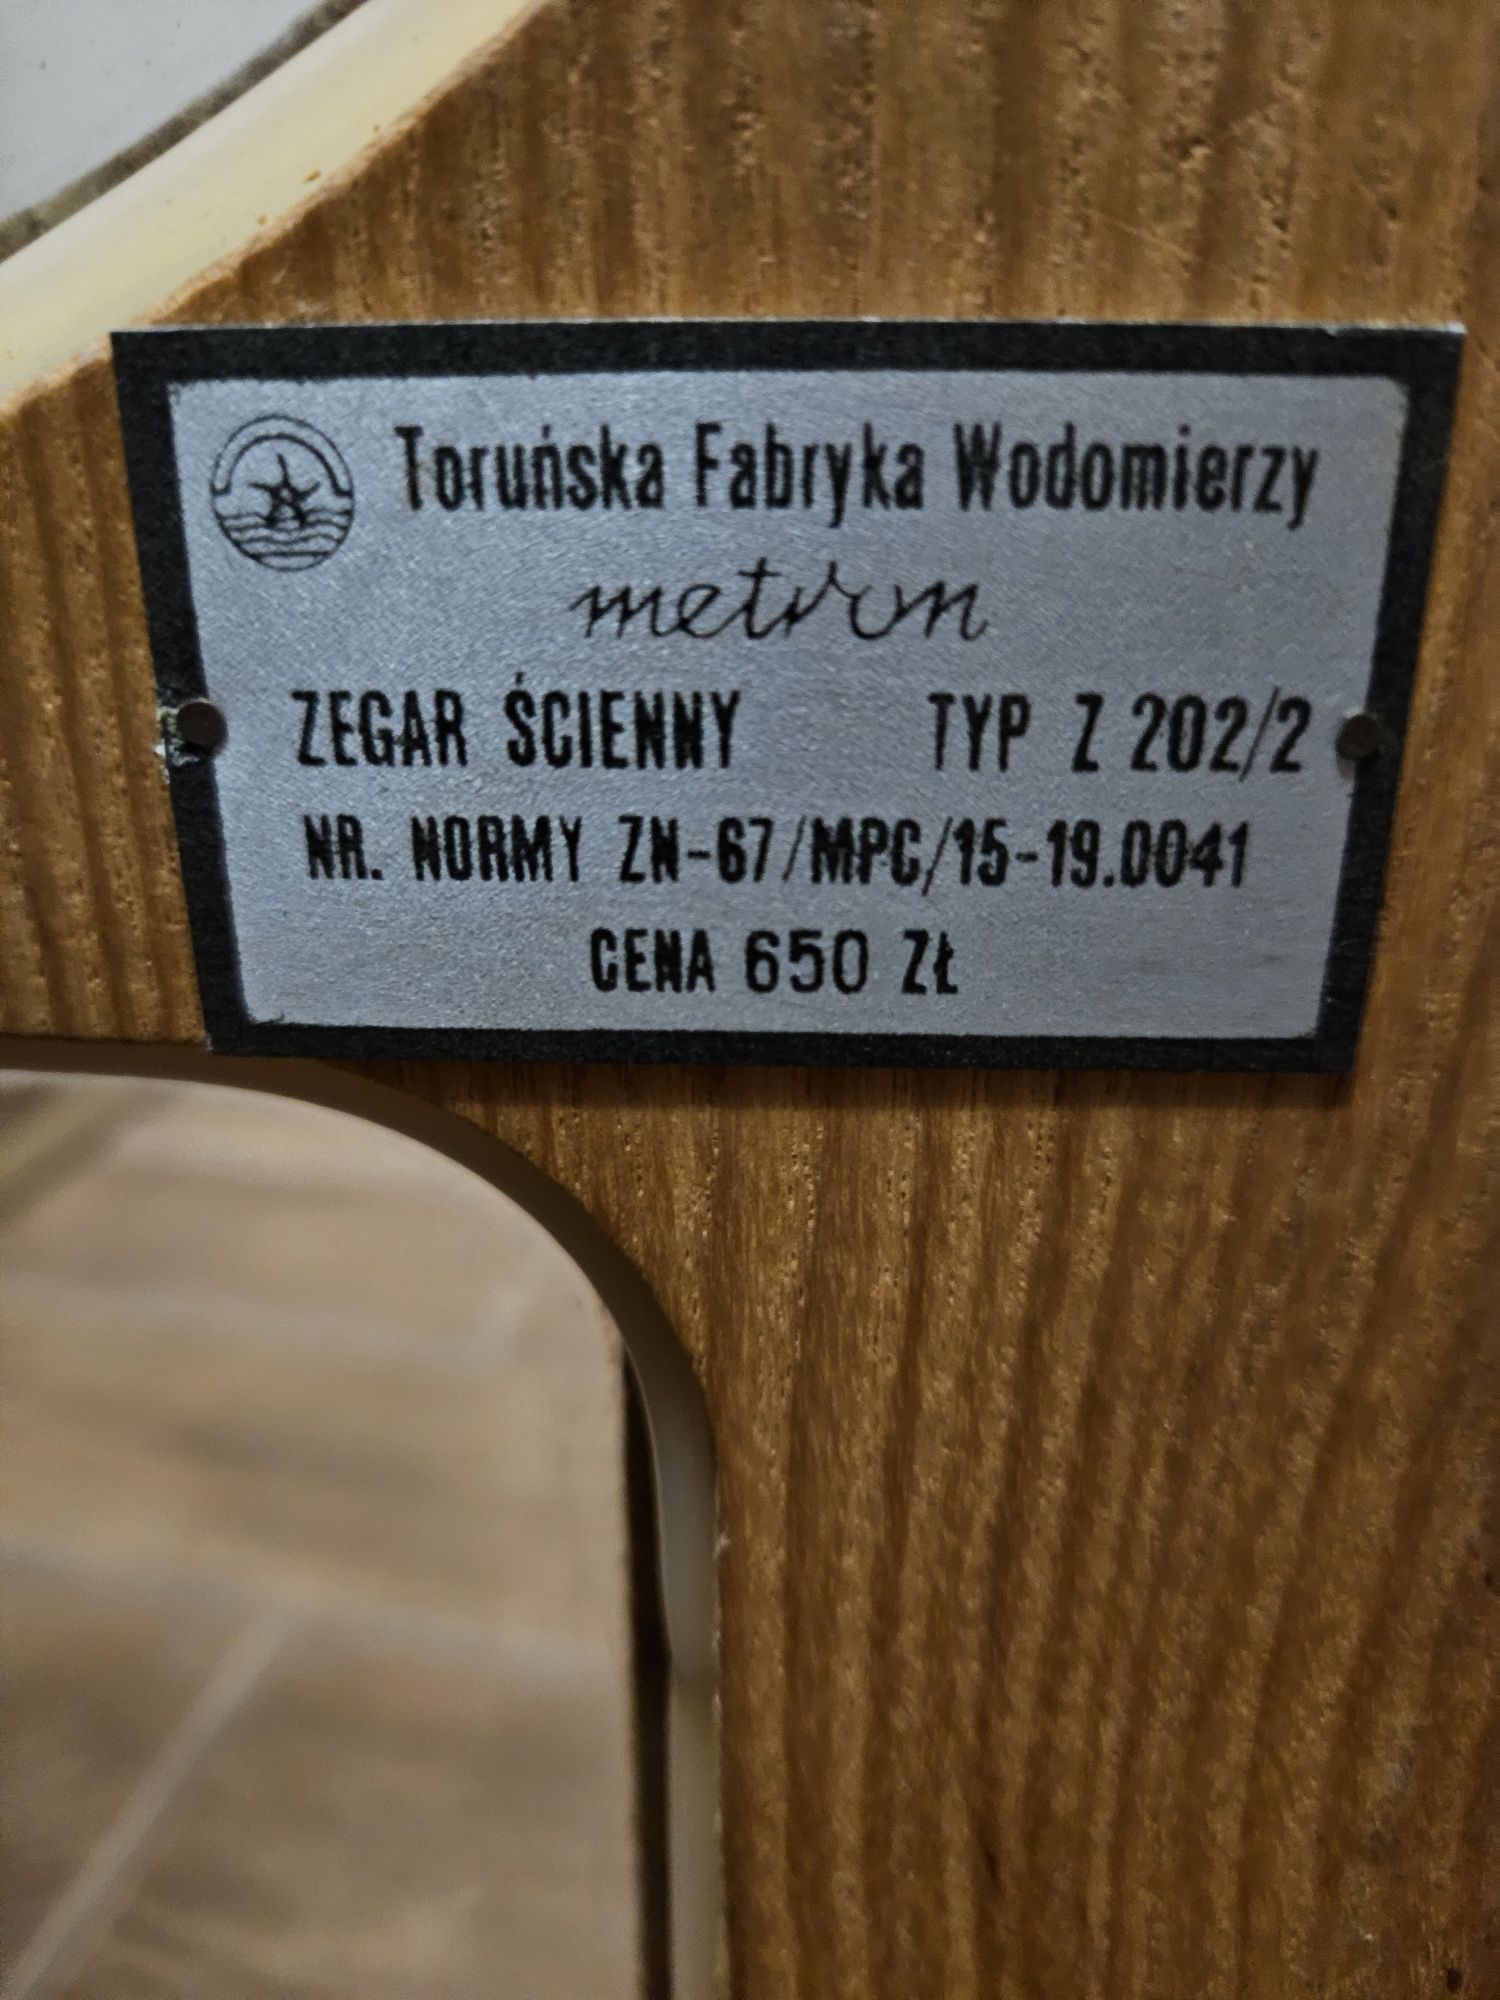 Toruńska Fabryka Wodomierzy
metron
ZEGAR ŚCIENNY TYP Z 202/2
NR. NORMY ZN-67/MPC/15-19.0041
CENA 650 ZŁ